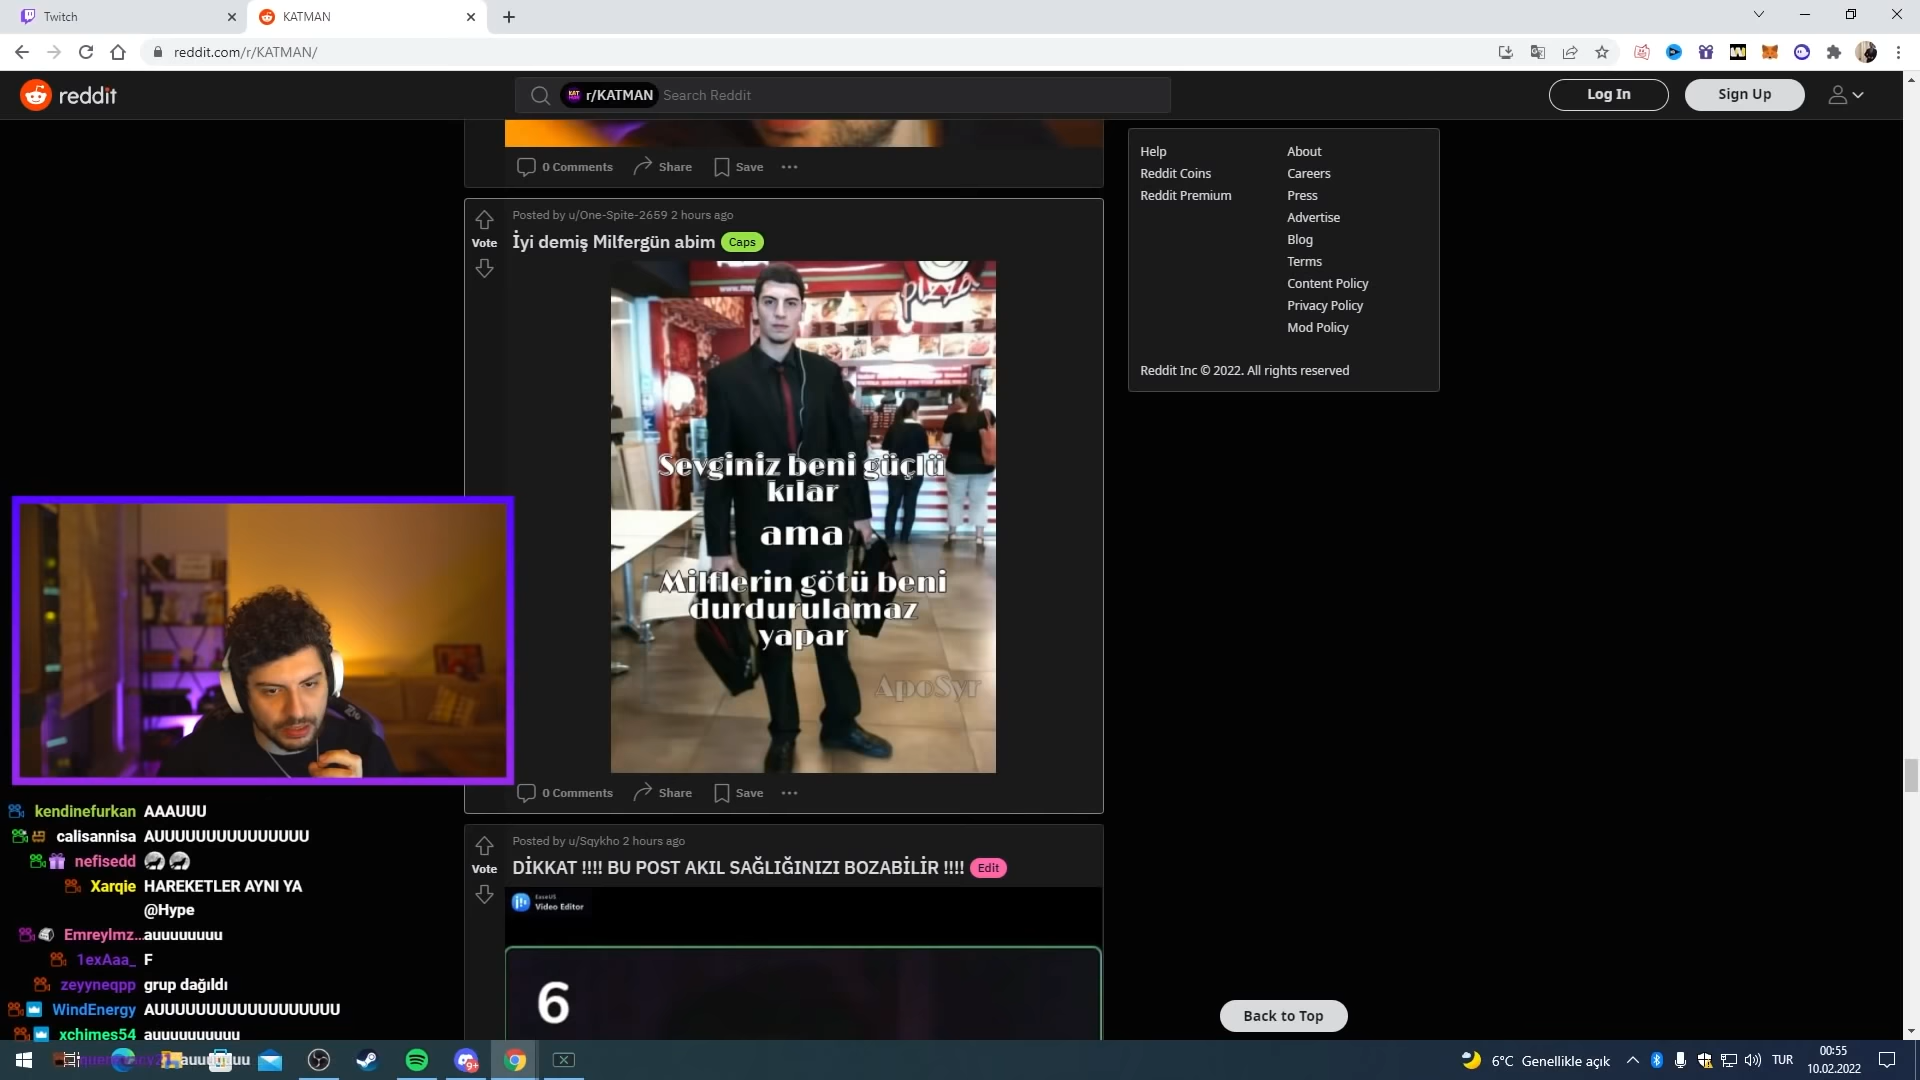 Twitch
KATMAN
reddit.com/r/KATMAN/
reddit
r/KATMAN
Search Reddit
Log In
Sign Up
0 Comments
Share
Save
Posted by u/One-Spite-2659 2 hours ago
Vote
İyi demiş Milfergün abim
Caps
pizza
Sevginiz beni güçlü
kılar
ama
Milflerin götü beni
durdurulamaz
yapar
ApoSyr
0 Comments
Share
Save
Posted by u/Sqykho 2 hours ago
Vote
DİKKAT !!!! BU POST AKIL SAĞLIĞINIZI BOZABİLİR !!!!
Edit
EaseUS
Video Editor
6
Help
About
Reddit Coins
Careers
Reddit Premium
Press
Advertise
Blog
Terms
Content Policy
Privacy Policy
Mod Policy
Reddit Inc © 2022. All rights reserved
Back to Top
kendinefurkan AAAUUU
calisannisa AUUUUUUUUUUUUUUUU
nefisedd
Xarqie HAREKETLER AYNI YA
@Hype
Emreylmz... auuuuuuuu
1exAaa_ F
zeyyneqpp grup dağıldı
WindEnergy AUUUUUUUUUUUUUUUUUUU
xchimes54 auuuuuuuuuu
9+
6°C Genellikle açık
TUR
00:55
10.02.2022